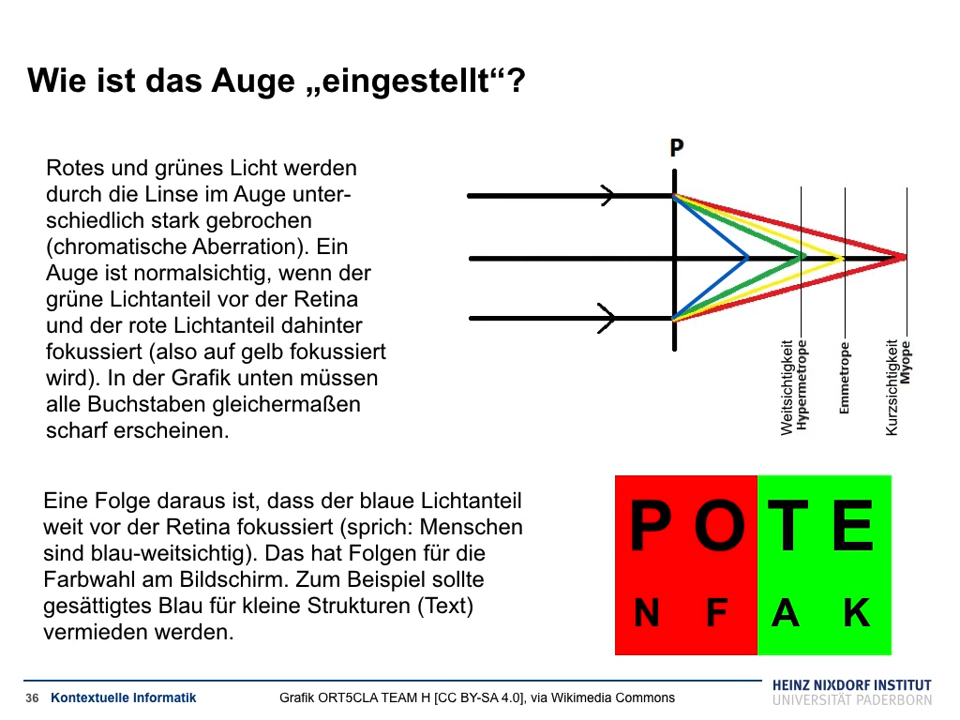 Wie ist das Auge „eingestellt“?
Rotes und grünes Licht werden
durch die Linse im Auge unter-
schiedlich stark gebrochen
(chromatische Aberration). Ein
Auge ist normalsichtig, wenn der
grüne Lichtanteil vor der Retina
und der rote Lichtanteil dahinter
fokussiert (also auf gelb fokussiert
wird). In der Grafik unten müssen
alle Buchstaben gleichermaßen
scharf erscheinen.
P
Weitsichtigkeit
Hypermetrope
Emmetrope
Kurzsichtigkeit
Myope
Eine Folge daraus ist, dass der blaue Lichtanteil
weit vor der Retina fokussiert (sprich: Menschen
sind blau-weitsichtig). Das hat Folgen für die
Farbwahl am Bildschirm. Zum Beispiel sollte
gesättigtes Blau für kleine Strukturen (Text)
vermieden werden.
P O T E
N F A K
36 Kontextuelle Informatik
Grafik ORT5CLA TEAM H [CC BY-SA 4.0], via Wikimedia Commons
HEINZ NIXDORF INSTITUT
UNIVERSITÄT PADERBORN